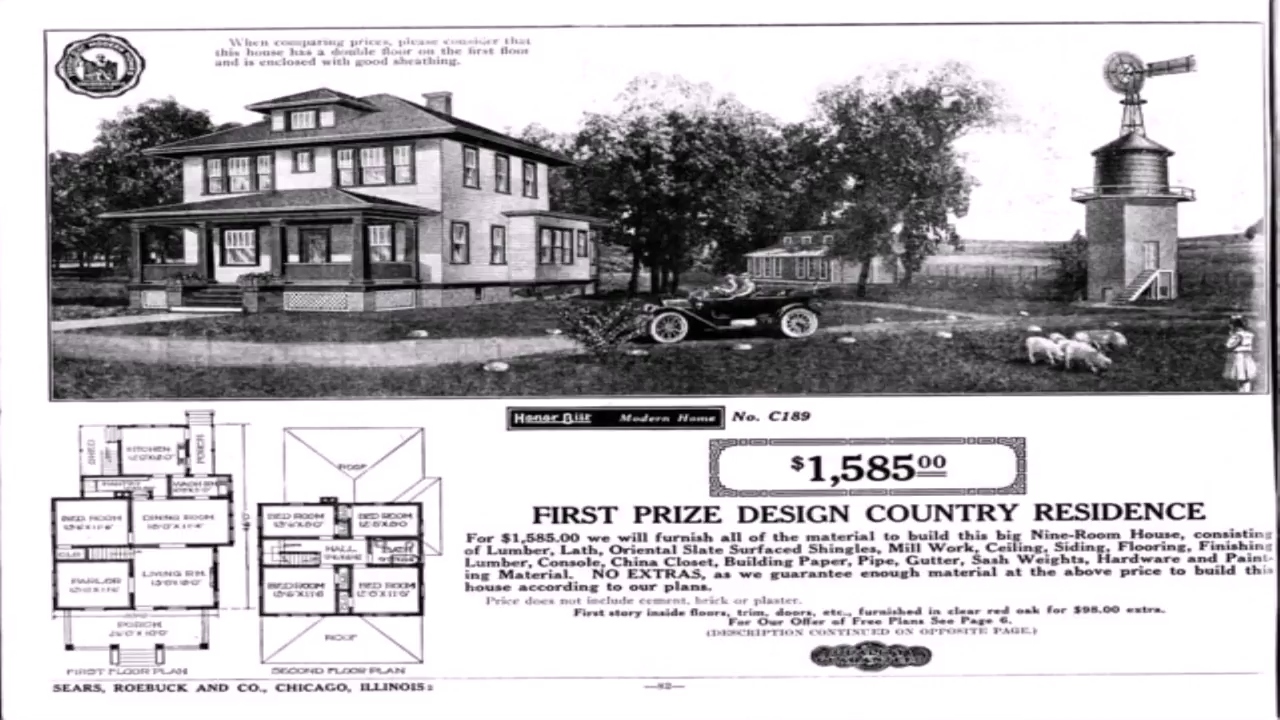 When comparing prices, please consider that
this house has a double floor on the first floor
and is enclosed with good sheathing.
Honor Bilt Modern Home No. C189
$1,585.00
FIRST PRIZE DESIGN COUNTRY RESIDENCE
For $1,585.00 we will furnish all of the material to build this big Nine-Room House, consisting
of Lumber, Lath, Oriental Slate Surfaced Shingles, Mill Work, Ceiling, Siding, Flooring, Finishing
Lumber, Console, China Closet, Building Paper, Pipe, Gutter, Sash Weights, Hardware and Paint-
ing Material. NO EXTRAS, as we guarantee enough material at the above price to build this
house according to our plans.
Price does not include cement, brick or plaster.
First story inside floors, trim, doors, etc., furnished in clear red oak for $98.00 extra.
For Our Offer of Free Plans See Page 6.
(DESCRIPTION CONTINUED ON OPPOSITE PAGE.)
SHED
KITCHEN
PORCH
PANTRY
WASH RM
BED ROOM
DINING ROOM
PARLOR
LIVING RM.
PORCH
FIRST FLOOR PLAN
ROOF
BED ROOM
BED ROOM
HALL
BATH
BED ROOM
BED ROOM
ROOF
SECOND FLOOR PLAN
SEARS, ROEBUCK AND CO., CHICAGO, ILLINOIS